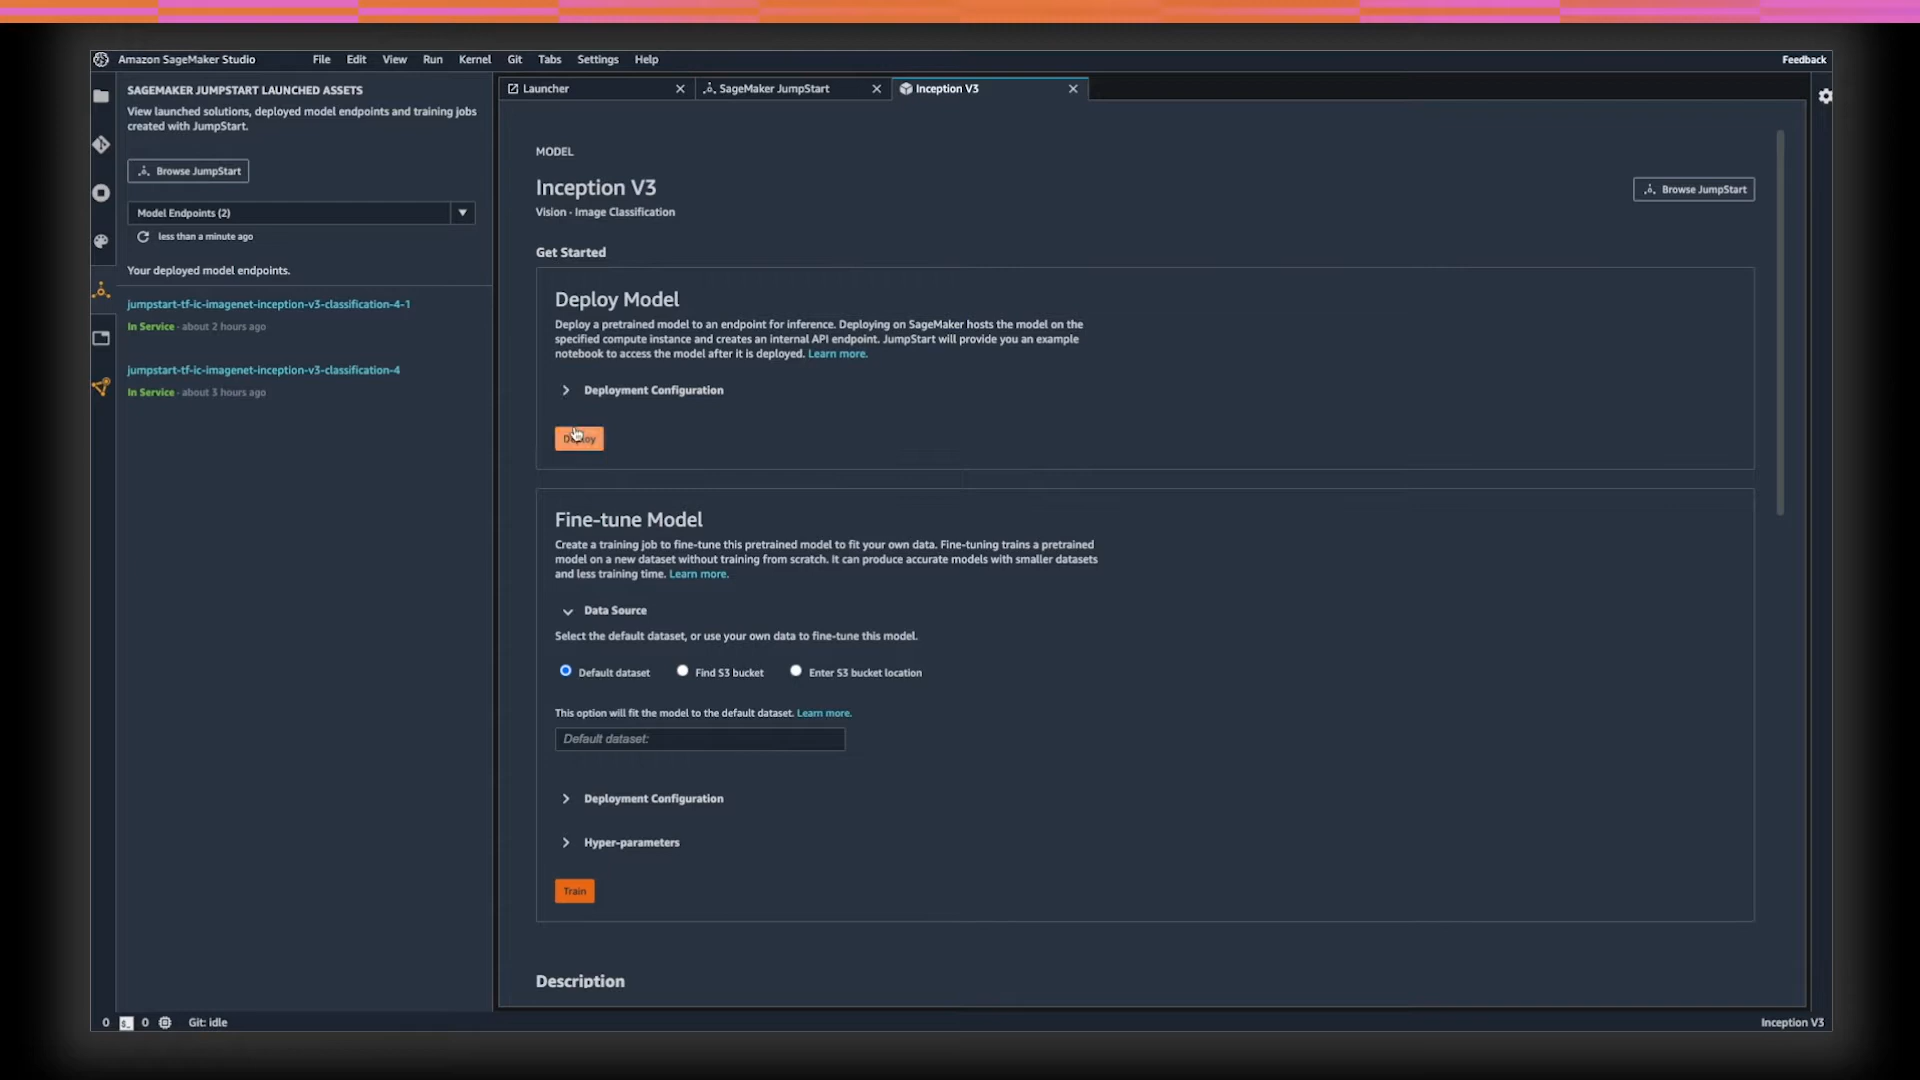 Amazon SageMaker Studio File Edit View Run Kernel Git Tabs Settings Help Feedback
SAGEMAKER JUMPSTART LAUNCHED ASSETS
View launched solutions, deployed model endpoints and training jobs
created with JumpStart.
Browse JumpStart
Model Endpoints (2)
less than a minute ago
Your deployed model endpoints.
jumpstart-tf-ic-imagenet-inception-v3-classification-4-1
In Service - about 2 hours ago
jumpstart-tf-ic-imagenet-inception-v3-classification-4
In Service - about 3 hours ago
Launcher SageMaker JumpStart Inception V3
MODEL
Inception V3
Browse JumpStart
Vision - Image Classification
Get Started
Deploy Model
Deploy a pretrained model to an endpoint for inference. Deploying on SageMaker hosts the model on the
specified compute instance and creates an internal API endpoint. JumpStart will provide you an example
notebook to access the model after it is deployed. Learn more.
Deployment Configuration
Deploy
Fine-tune Model
Create a training job to fine-tune this pretrained model to fit your own data. Fine-tuning trains a pretrained
model on a new dataset without training from scratch. It can produce accurate models with smaller datasets
and less training time. Learn more.
Data Source
Select the default dataset, or use your own data to fine-tune this model.
Default dataset Find S3 bucket Enter S3 bucket location
This option will fit the model to the default dataset. Learn more.
Default dataset:
Deployment Configuration
Hyper-parameters
Train
Description
0 0 Git: idle Inception V3